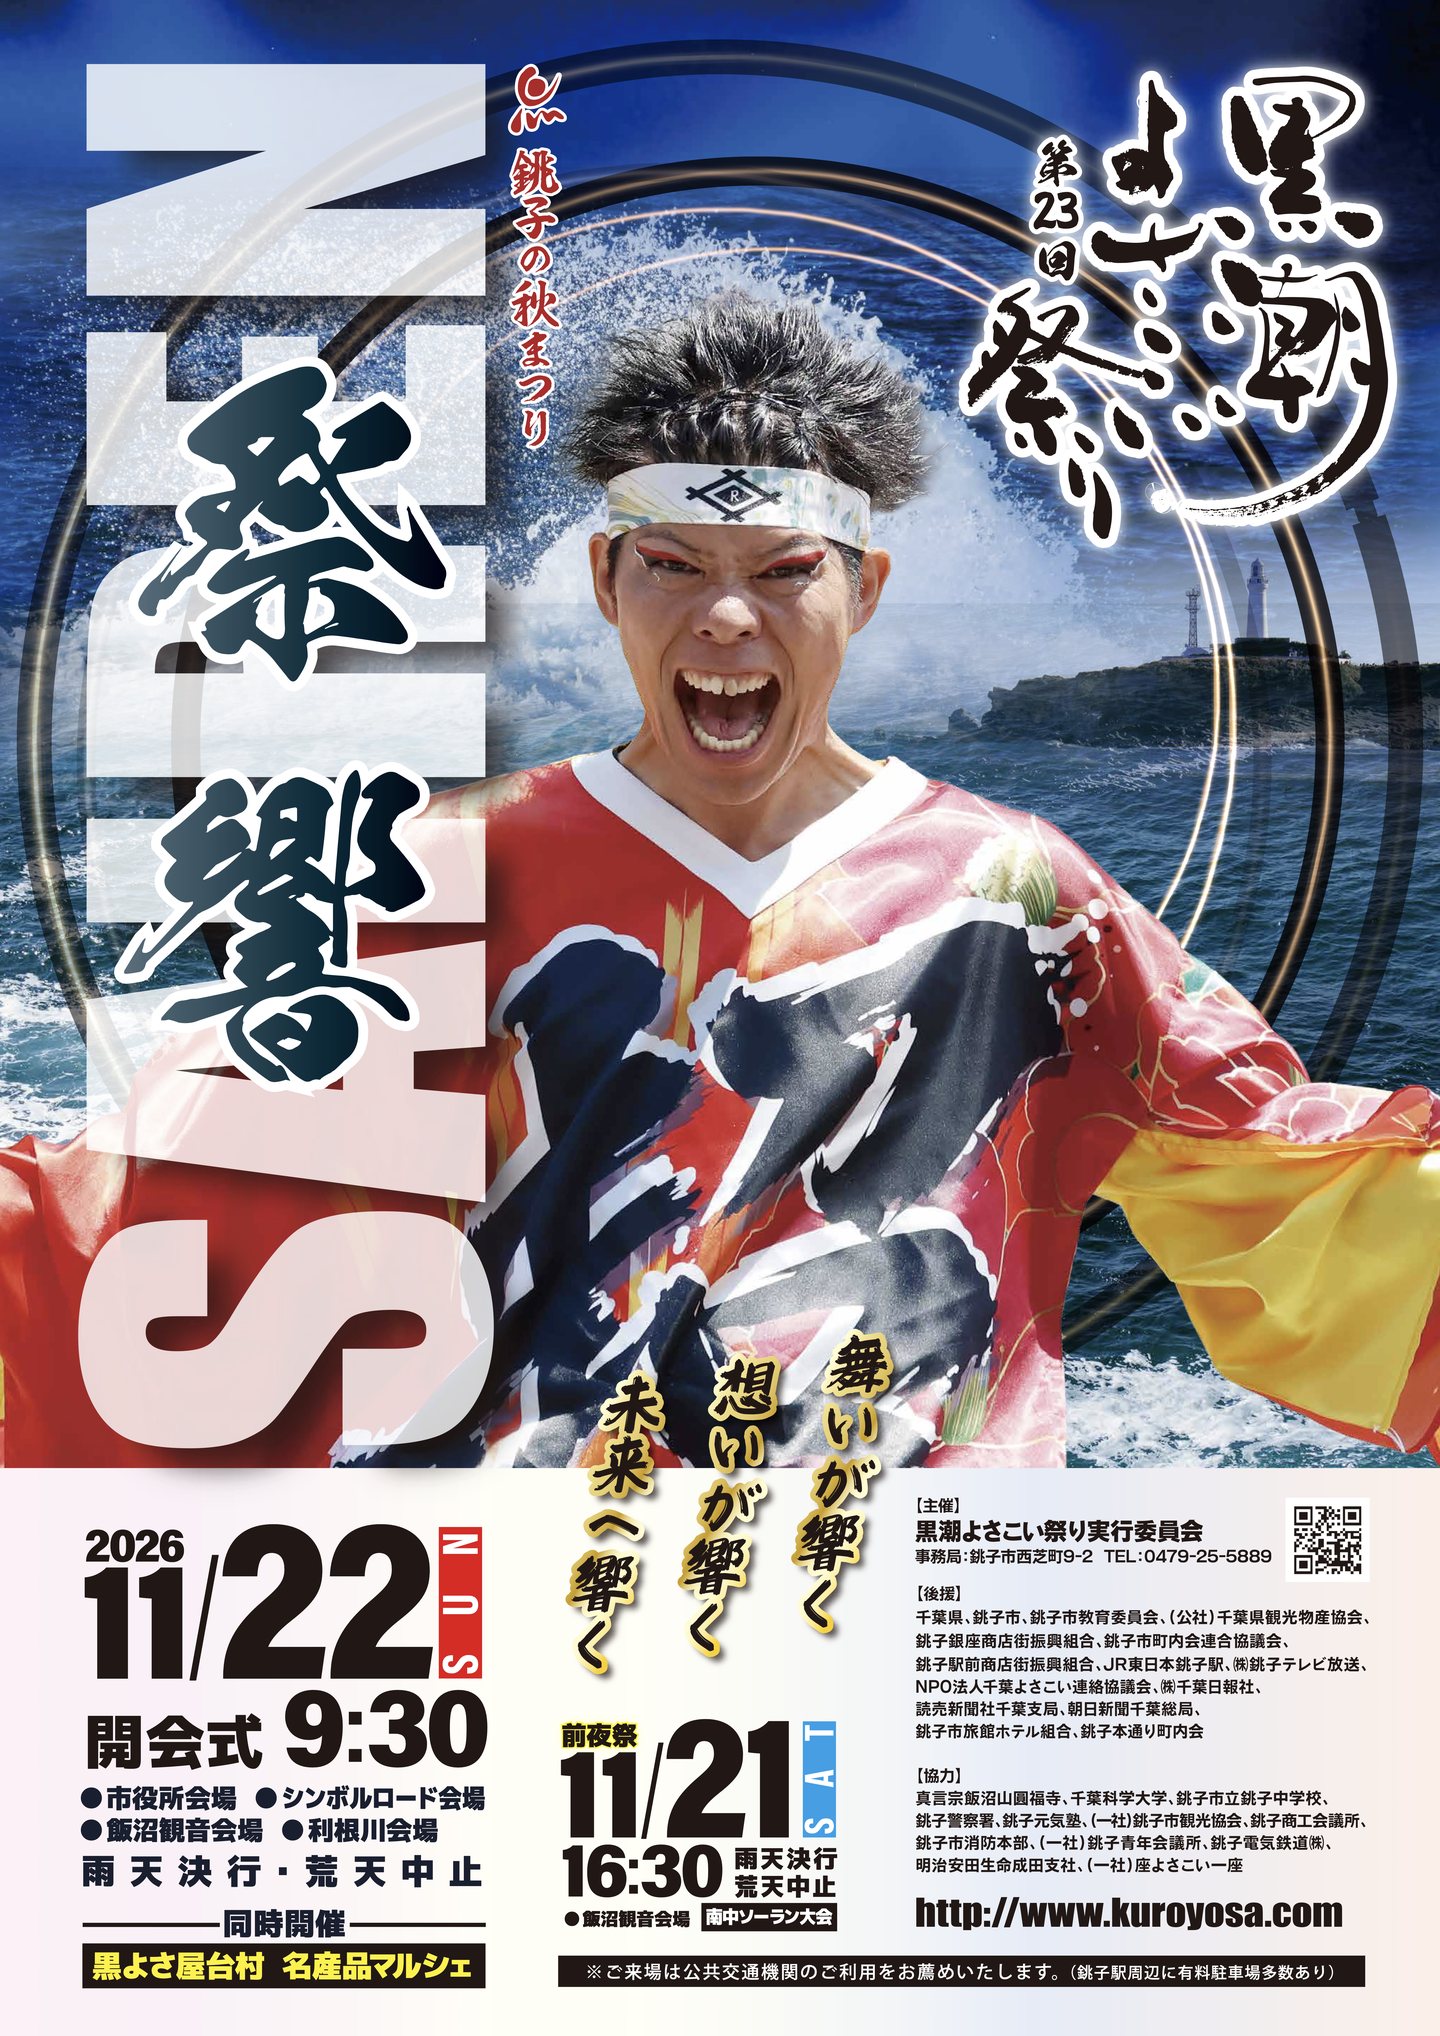 黒潮
よさこい
祭り
第23回
銚子の秋まつり
SAIKYEN
祭
響
舞いが響く
想いが響く
未来へ響く
R
2026
11/22
SUN
開会式 9:30
●市役所会場 ●シンボルロード会場
●飯沼観音会場 ●利根川会場
雨天決行・荒天中止
同時開催
黒よさ屋台村 名産品マルシェ
前夜祭
11/21
SAT
16:30
雨天決行
荒天中止
●飯沼観音会場 南中ソーラン大会
【主催】
黒潮よさこい祭り実行委員会
事務局：銚子市西芝町9-2 TEL：0479-25-5889
【後援】
千葉県、銚子市、銚子市教育委員会、（公社）千葉県観光物産協会、
銚子銀座商店街振興組合、銚子市町内会連合協議会、
銚子駅前商店街振興組合、JR東日本銚子駅、㈱銚子テレビ放送、
NPO法人千葉よさこい連絡協議会、㈱千葉日報社、
読売新聞社千葉支局、朝日新聞千葉総局、
銚子市旅館ホテル組合、銚子本通り町内会
【協力】
真言宗飯沼山圓福寺、千葉科学大学、銚子市立銚子中学校、
銚子警察署、銚子元気塾、（一社）銚子市観光協会、銚子商工会議所、
銚子市消防本部、（一社）銚子青年会議所、銚子電気鉄道㈱、
明治安田生命成田支社、（一社）座よさこい一座
http://www.kuroyosa.com
※ご来場は公共交通機関のご利用をお薦めいたします。（銚子駅周辺に有料駐車場多数あり）